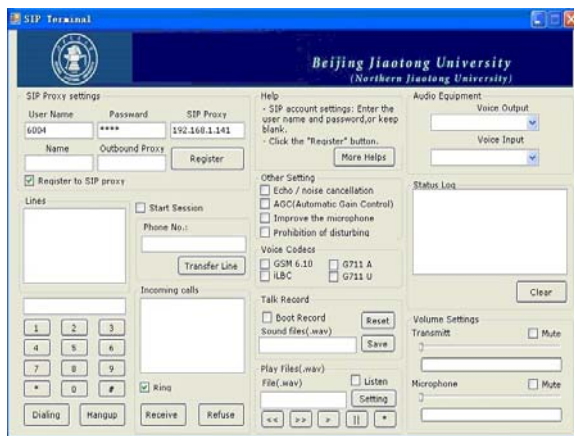 SIP Terminal
Beijing Jiaotong University
(Northern Jiaotong University)
SIP Proxy settings
User Name Password SIP Proxy
6004 **** 192.168.1.141
Name Outbound Proxy
Register
Register to SIP proxy
Lines
Start Session
Phone No.:
Transfer Line
Incoming calls
1 2 3
4 5 6
7 8 9
* 0 #
Ring
Dialing Hangup Receive Refuse
Help
- SIP account settings: Enter the
user name and password,or keep
blank.
- Click the "Register" button.
More Helps
Other Setting
Echo / noise cancellation
AGC(Automatic Gain Control)
Improve the microphone
Prohibition of disturbing
Voice Codecs
GSM 6.10 G711 A
iLBC G711 U
Talk Record
Boot Record Reset
Sound files(.wav)
Save
Play Files(.wav)
File(.wav) Listen
Setting
<< >> > || *
Audio Equipment
Voice Output
Voice Input
Status Log
Clear
Volume Settings
Transmitt Mute
Microphone Mute